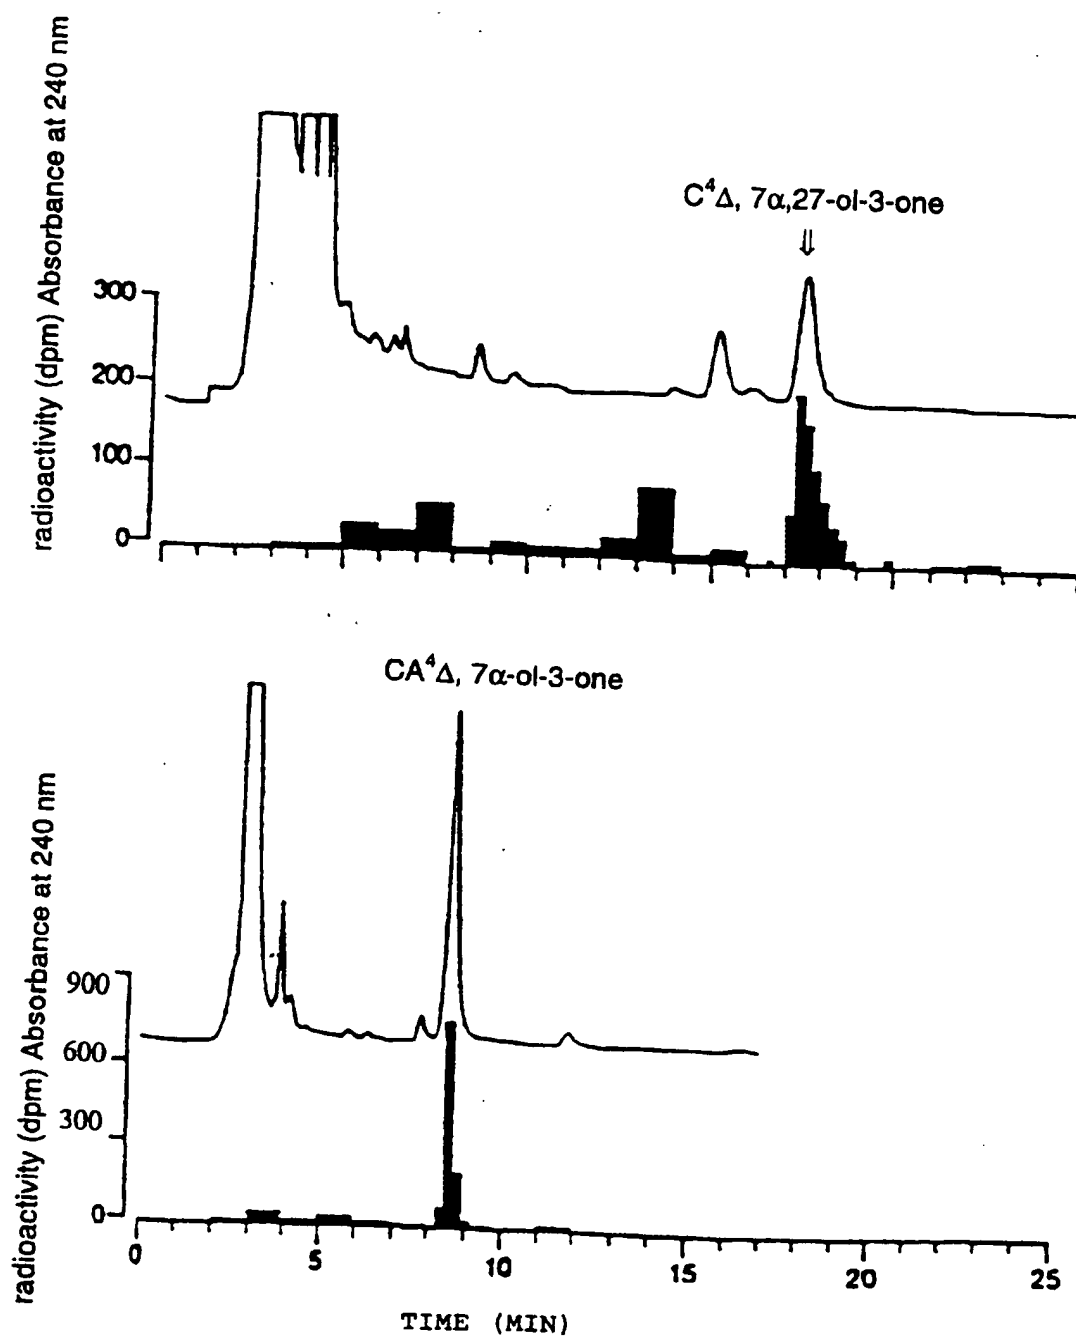 radioactivity (dpm) Absorbance at 240 nm
C⁴Δ, 7α,27-ol-3-one
⇓
300
200
100
0
CA⁴Δ, 7α-ol-3-one
radioactivity (dpm) Absorbance at 240 nm
900
600
300
0
0 5 10 15 20 25
TIME (MIN)